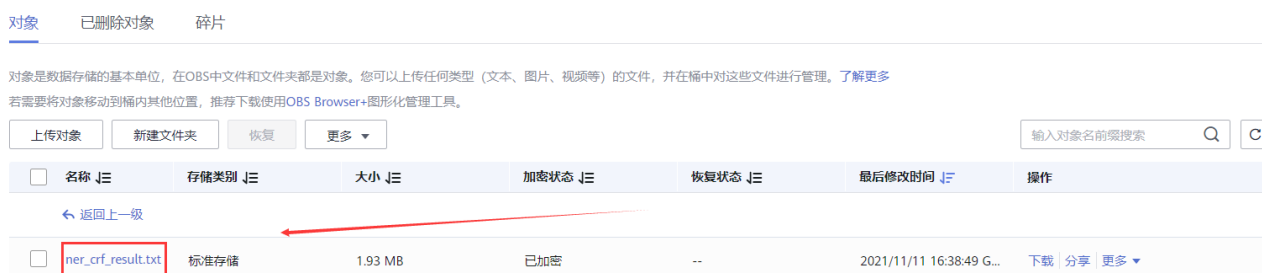 对象 已删除对象 碎片
对象是数据存储的基本单位，在OBS中文件和文件夹都是对象。您可以上传任何类型（文本、图片、视频等）的文件，并在桶中对这些文件进行管理。了解更多
若需要将对象移动到桶内其他位置，推荐下载使用OBS Browser+图形化管理工具。
上传对象 新建文件夹 恢复 更多 输入对象名前缀搜索
名称 存储类别 大小 加密状态 恢复状态 最后修改时间 操作
返回上一级
ner_crf_result.txt 标准存储 1.93 MB 已加密 -- 2021/11/11 16:38:49 G... 下载 分享 更多